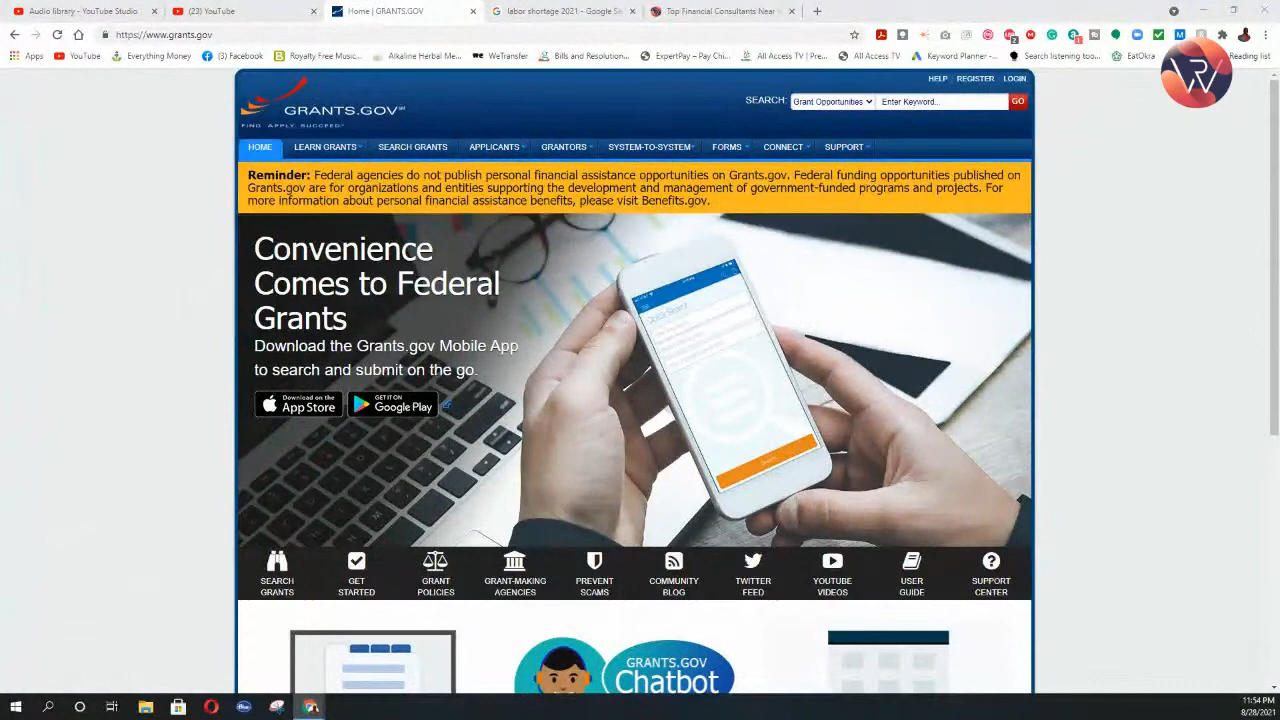 Audio library - YouTube Studio
(23) YouTube
Home | GRANTS.GOV
labor shortage 2021 - Google Se
Top Financial Consultants Near
https://www.grants.gov
Apps
YouTube
Everything Money
(3) Facebook
Royalty Free Music...
Alkaline Herbal Me...
WeTransfer
Bills and Resolution...
ExpertPay - Pay Chi...
All Access TV | Pre...
All Access TV
Keyword Planner -...
Search listening too...
EatOkra
Reading list
HELP | REGISTER | LOGIN
GRANTS.GOV℠
FIND. APPLY. SUCCEED.℠
SEARCH: Grant Opportunities Enter Keyword... GO
HOME LEARN GRANTS SEARCH GRANTS APPLICANTS GRANTORS SYSTEM-TO-SYSTEM FORMS CONNECT SUPPORT
Reminder: Federal agencies do not publish personal financial assistance opportunities on Grants.gov. Federal funding opportunities published on
Grants.gov are for organizations and entities supporting the development and management of government-funded programs and projects. For
more information about personal financial assistance benefits, please visit Benefits.gov.
Convenience
Comes to Federal
Grants
Download the Grants.gov Mobile App
to search and submit on the go.
Download on the
App Store
GET IT ON
Google Play
SEARCH
GRANTS
GET
STARTED
GRANT
POLICIES
GRANT-MAKING
AGENCIES
PREVENT
SCAMS
COMMUNITY
BLOG
TWITTER
FEED
YOUTUBE
VIDEOS
USER
GUIDE
SUPPORT
CENTER
GRANTS.GOV
Chatbot
11:54 PM
8/28/2021